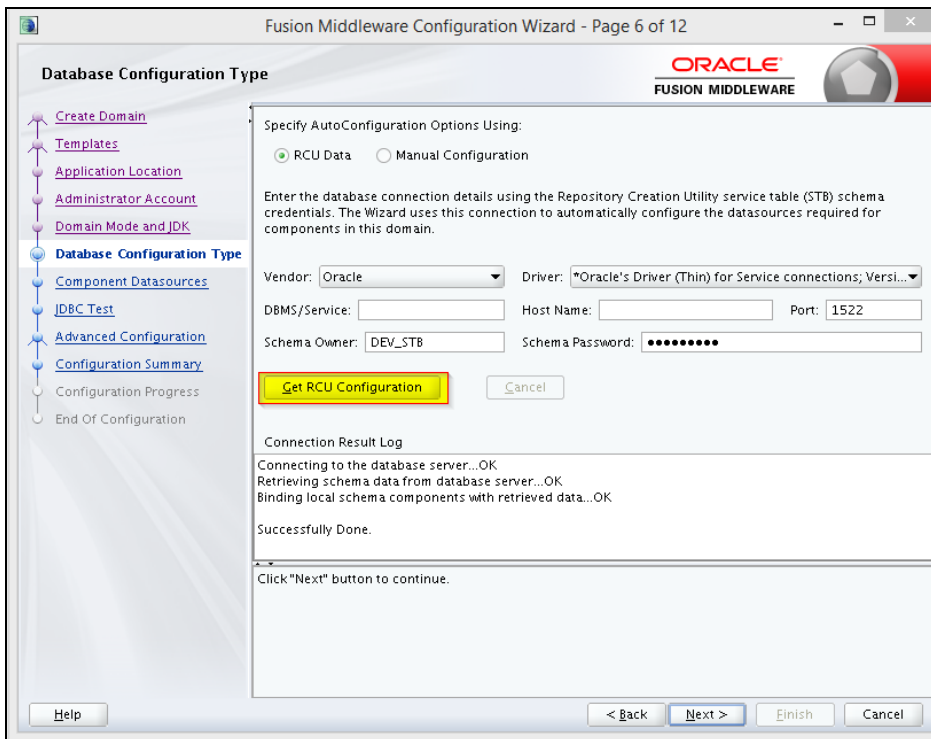 Fusion Middleware Configuration Wizard - Page 6 of 12
Database Configuration Type
ORACLE
FUSION MIDDLEWARE
Create Domain
Templates
Application Location
Administrator Account
Domain Mode and JDK
Database Configuration Type
Component Datasources
JDBC Test
Advanced Configuration
Configuration Summary
Configuration Progress
End Of Configuration
Specify AutoConfiguration Options Using:
RCU Data Manual Configuration
Enter the database connection details using the Repository Creation Utility service table (STB) schema
credentials. The Wizard uses this connection to automatically configure the datasources required for
components in this domain.
Vendor: Oracle Driver: *Oracle's Driver (Thin) for Service connections; Versi...
DBMS/Service: Host Name: Port: 1522
Schema Owner: DEV_STB Schema Password: •••••••••
Get RCU Configuration Cancel
Connection Result Log
Connecting to the database server...OK
Retrieving schema data from database server...OK
Binding local schema components with retrieved data...OK
Successfully Done.
Click "Next" button to continue.
Help < Back Next > Finish Cancel